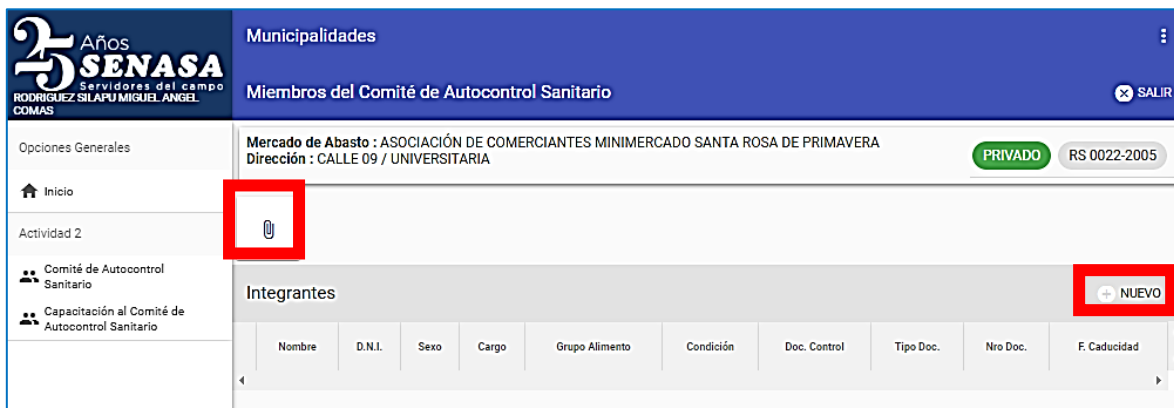 25 Años
SENASA
Servidores del campo
RODRIGUEZ SILAPU MIGUEL ANGEL
COMAS
Municipalidades
Miembros del Comité de Autocontrol Sanitario
SALIR
Opciones Generales
Inicio
Actividad 2
Comité de Autocontrol
Sanitario
Capacitación al Comité de
Autocontrol Sanitario
Mercado de Abasto : ASOCIACIÓN DE COMERCIANTES MINIMERCADO SANTA ROSA DE PRIMAVERA
Dirección : CALLE 09 / UNIVERSITARIA
PRIVADO RS 0022-2005
Integrantes
NUEVO
Nombre D.N.I. Sexo Cargo Grupo Alimento Condición Doc. Control Tipo Doc. Nro Doc. F. Caducidad